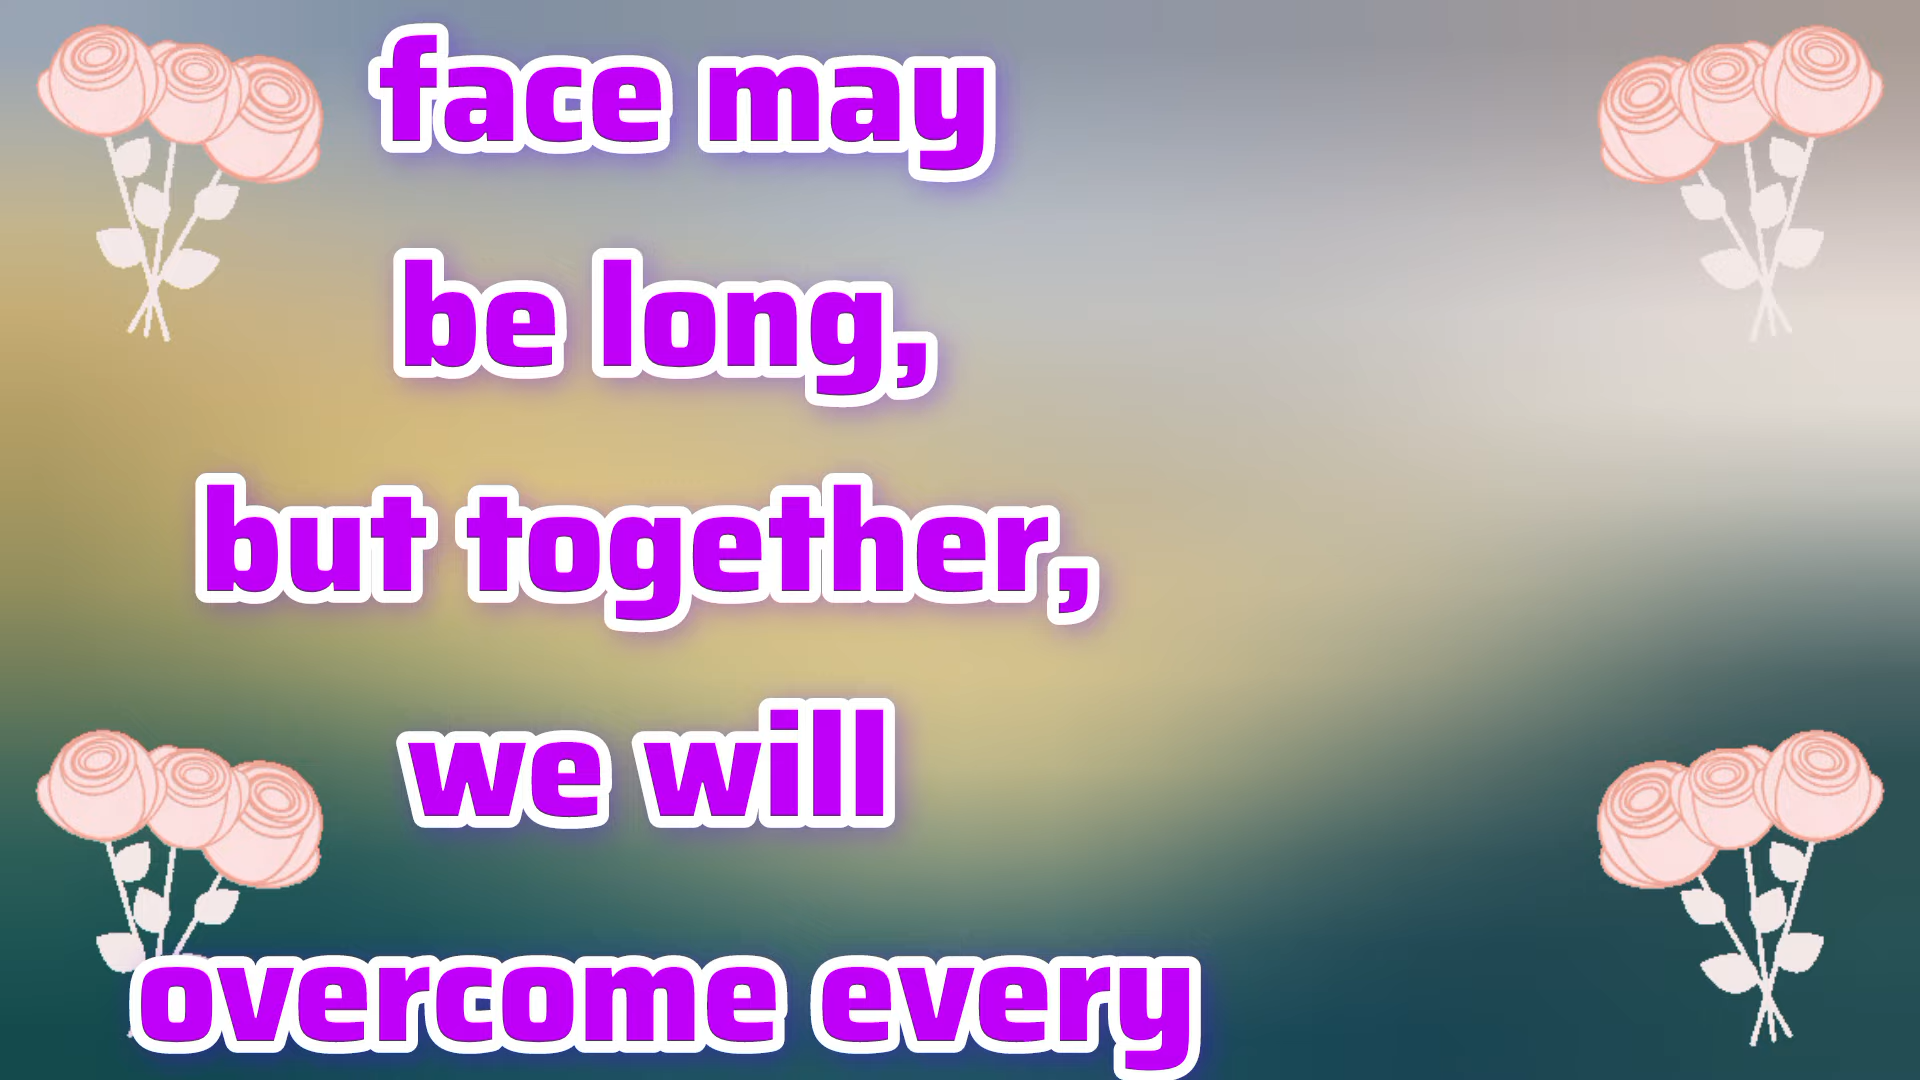 face may
be long,
but together,
we will
overcome every